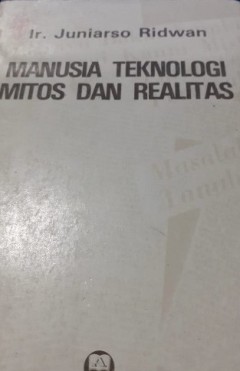 Ir. Juniarso Ridwan
MANUSIA TEKNOLOGI
MITOS DAN REALITAS